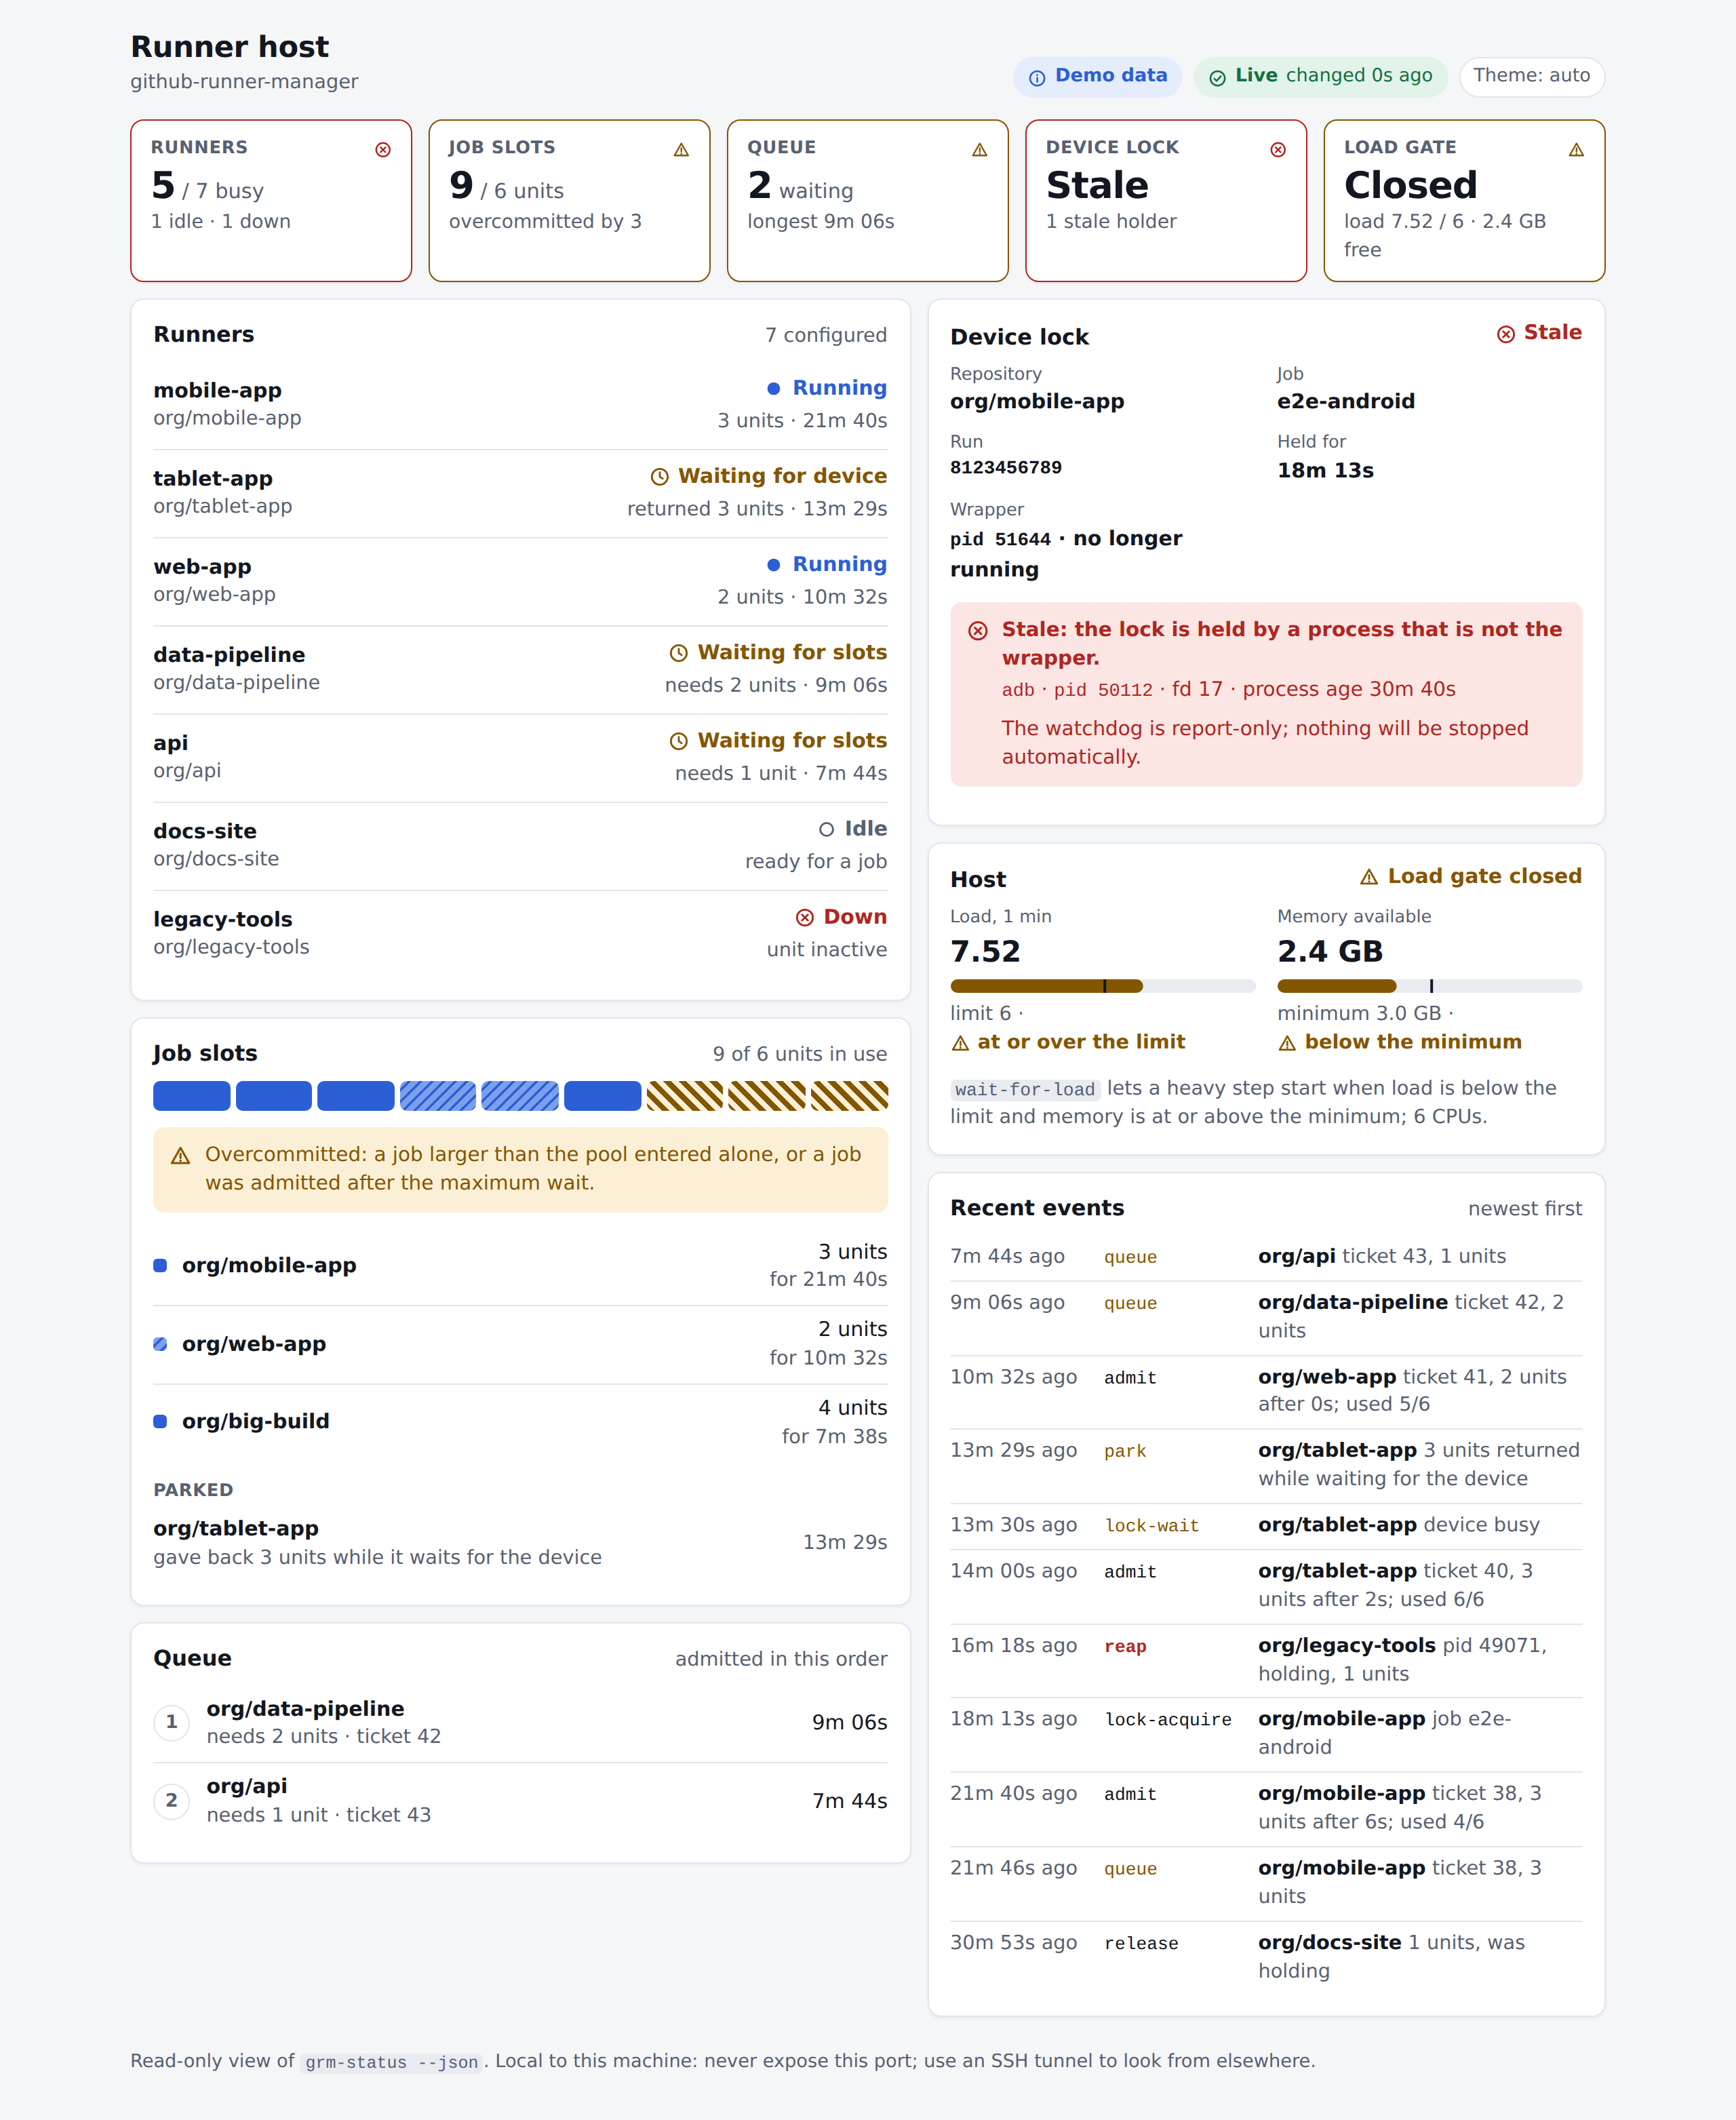 Runner host
github-runner-manager
Demo data
Live changed 0s ago
Theme: auto
RUNNERS
5 / 7 busy
1 idle · 1 down
JOB SLOTS
9 / 6 units
overcommitted by 3
QUEUE
2 waiting
longest 9m 06s
DEVICE LOCK
Stale
1 stale holder
LOAD GATE
Closed
load 7.52 / 6 · 2.4 GB
free
Runners
7 configured
mobile-app
org/mobile-app
Running
3 units · 21m 40s
tablet-app
org/tablet-app
Waiting for device
returned 3 units · 13m 29s
web-app
org/web-app
Running
2 units · 10m 32s
data-pipeline
org/data-pipeline
Waiting for slots
needs 2 units · 9m 06s
api
org/api
Waiting for slots
needs 1 unit · 7m 44s
docs-site
org/docs-site
Idle
ready for a job
legacy-tools
org/legacy-tools
Down
unit inactive
Job slots
9 of 6 units in use
Overcommitted: a job larger than the pool entered alone, or a job
was admitted after the maximum wait.
org/mobile-app
3 units
for 21m 40s
org/web-app
2 units
for 10m 32s
org/big-build
4 units
for 7m 38s
PARKED
org/tablet-app
gave back 3 units while it waits for the device
13m 29s
Queue
admitted in this order
1
org/data-pipeline
needs 2 units · ticket 42
9m 06s
2
org/api
needs 1 unit · ticket 43
7m 44s
Device lock
Stale
Repository
org/mobile-app
Job
e2e-android
Run
8123456789
Held for
18m 13s
Wrapper
pid 51644 · no longer
running
Stale: the lock is held by a process that is not the
wrapper.
adb · pid 50112 · fd 17 · process age 30m 40s
The watchdog is report-only; nothing will be stopped
automatically.
Host
Load gate closed
Load, 1 min
7.52
limit 6 ·
at or over the limit
Memory available
2.4 GB
minimum 3.0 GB ·
below the minimum
wait-for-load lets a heavy step start when load is below the
limit and memory is at or above the minimum; 6 CPUs.
Recent events
newest first
7m 44s ago queue org/api ticket 43, 1 units
9m 06s ago queue org/data-pipeline ticket 42, 2
units
10m 32s ago admit org/web-app ticket 41, 2 units
after 0s; used 5/6
13m 29s ago park org/tablet-app 3 units returned
while waiting for the device
13m 30s ago lock-wait org/tablet-app device busy
14m 00s ago admit org/tablet-app ticket 40, 3
units after 2s; used 6/6
16m 18s ago reap org/legacy-tools pid 49071,
holding, 1 units
18m 13s ago lock-acquire org/mobile-app job e2e-
android
21m 40s ago admit org/mobile-app ticket 38, 3
units after 6s; used 4/6
21m 46s ago queue org/mobile-app ticket 38, 3
units
30m 53s ago release org/docs-site 1 units, was
holding
Read-only view of grm-status --json. Local to this machine: never expose this port; use an SSH tunnel to look from elsewhere.